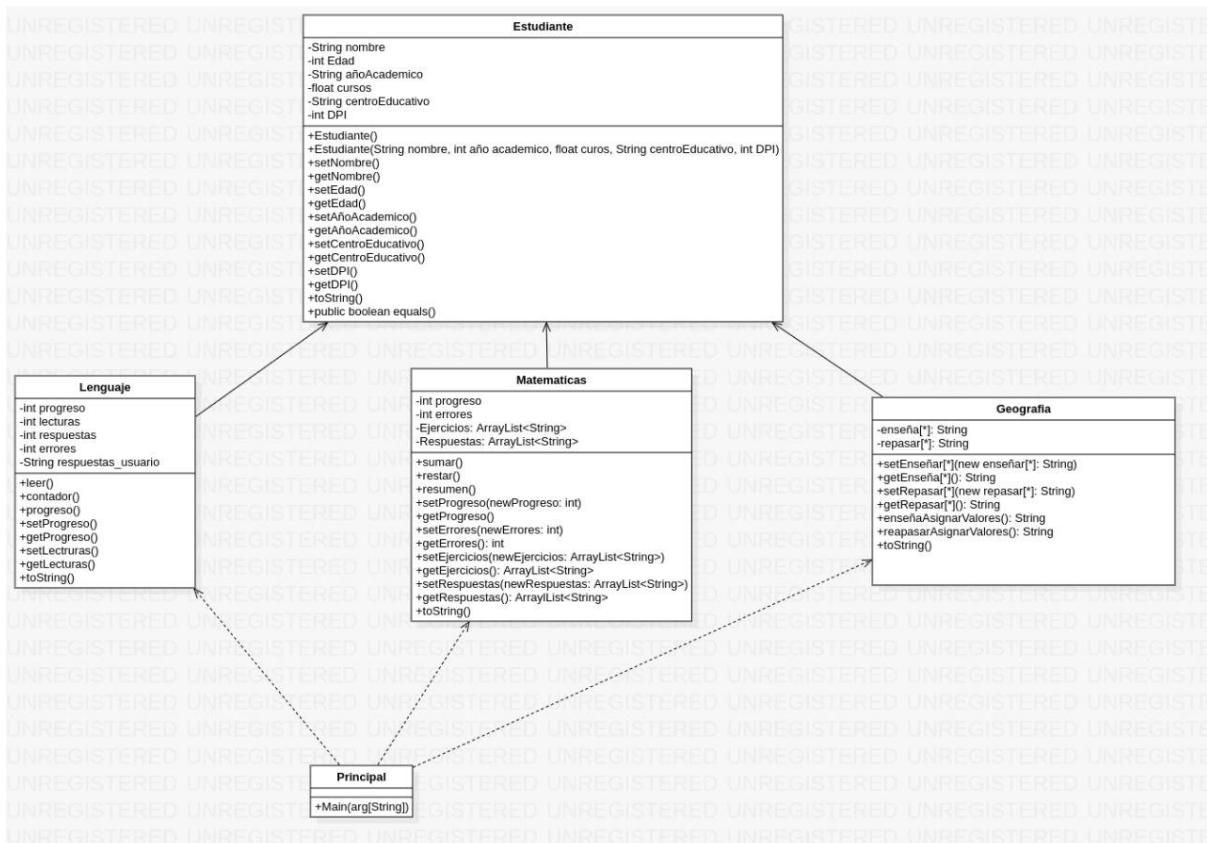 Estudiante
-String nombre
-int Edad
-String añoAcademico
-float cursos
-String centroEducativo
-int DPI
+Estudiante()
+Estudiante(String nombre, int año academico, float curos, String centroEducativo, int DPI)
+setNombre()
+getNombre()
+setEdad()
+getEdad()
+setAñoAcademico()
+getAñoAcademico()
+setCentroEducativo()
+getCentroEducativo()
+setDPI()
+getDPI()
+toString()
+public boolean equals()
Lenguaje
-int progreso
-int lecturas
-int respuestas
-int errores
-String respuestas_usuario
+leer()
+contador()
+progreso()
+setProgreso()
+getProgreso()
+setLectruras()
+getLecturas()
+toString()
Matematicas
-int progreso
-int errores
-Ejercicios: ArrayList<String>
-Respuestas: ArrayList<String>
+sumar()
+restar()
+resumen()
+setProgreso(newProgreso: int)
+getProgreso()
+setErrores(newErrores: int)
+getErrores(): int
+setEjercicios(newEjercicios: ArrayList<String>)
+getEjercicios(): ArrayList<String>
+setRespuestas(newRespuestas: ArrayList<String>)
+getRespuestas(): ArraylList<String>
+toString()
Geografia
-enseña[*]: String
-repasar[*]: String
+setEnseñar[*](new enseñar[*]: String)
+getEnseña[*](): String
+setRepasar[*](new repasar[*]: String)
+getRepasar[*](): String
+enseñaAsignarValores(): String
+reapasarAsignarValores(): String
+toString()
Principal
+Main(arg[String])